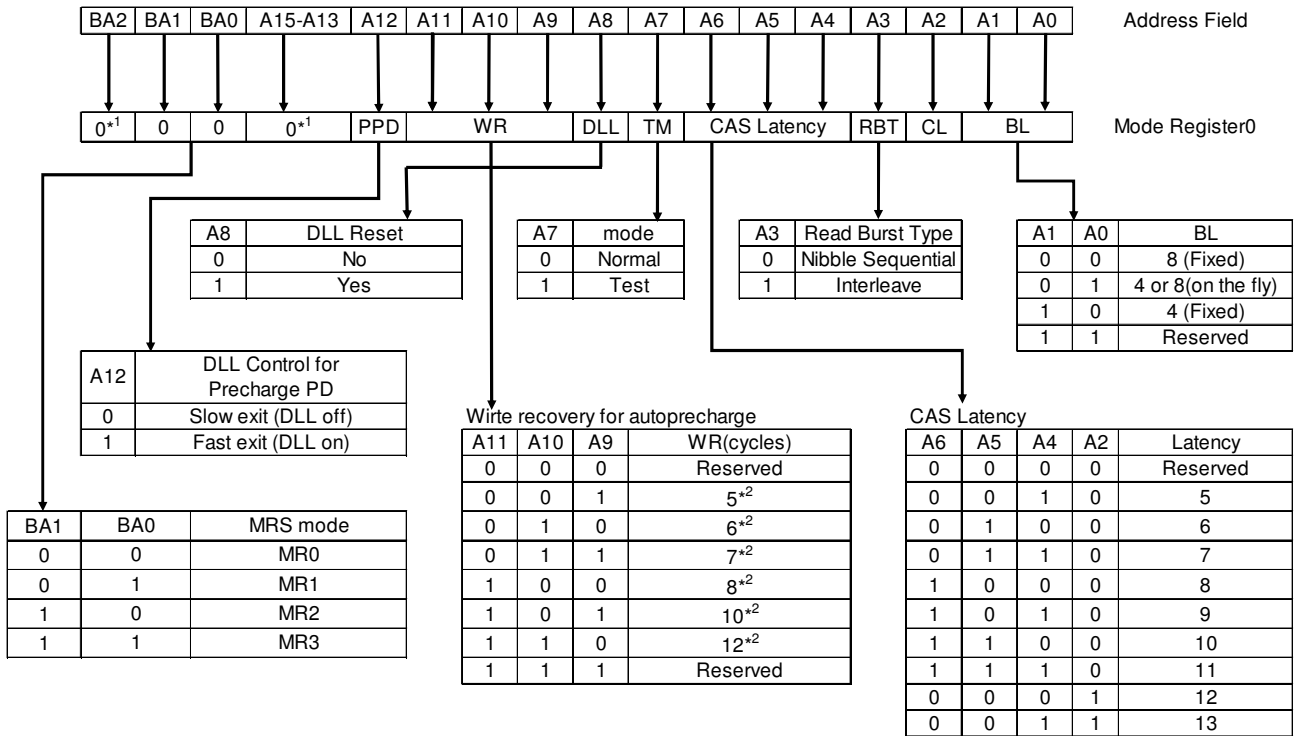 BA2 BA1 BA0 A15-A13 A12 A11 A10 A9 A8 A7 A6 A5 A4 A3 A2 A1 A0 Address Field
0*1 0 0 0*1 PPD WR DLL TM CAS Latency RBT CL BL Mode Register0
A8 DLL Reset
0 No
1 Yes
A7 mode
0 Normal
1 Test
A3 Read Burst Type
0 Nibble Sequential
1 Interleave
A1 A0 BL
0 0 8 (Fixed)
0 1 4 or 8(on the fly)
1 0 4 (Fixed)
1 1 Reserved
A12 DLL Control for
Precharge PD
0 Slow exit (DLL off)
1 Fast exit (DLL on)
Wirte recovery for autoprecharge
A11 A10 A9 WR(cycles)
0 0 0 Reserved
0 0 1 5*2
0 1 0 6*2
0 1 1 7*2
1 0 0 8*2
1 0 1 10*2
1 1 0 12*2
1 1 1 Reserved
CAS Latency
A6 A5 A4 A2 Latency
0 0 0 0 Reserved
0 0 1 0 5
0 1 0 0 6
0 1 1 0 7
1 0 0 0 8
1 0 1 0 9
1 1 0 0 10
1 1 1 0 11
0 0 0 1 12
0 0 1 1 13
BA1 BA0 MRS mode
0 0 MR0
0 1 MR1
1 0 MR2
1 1 MR3